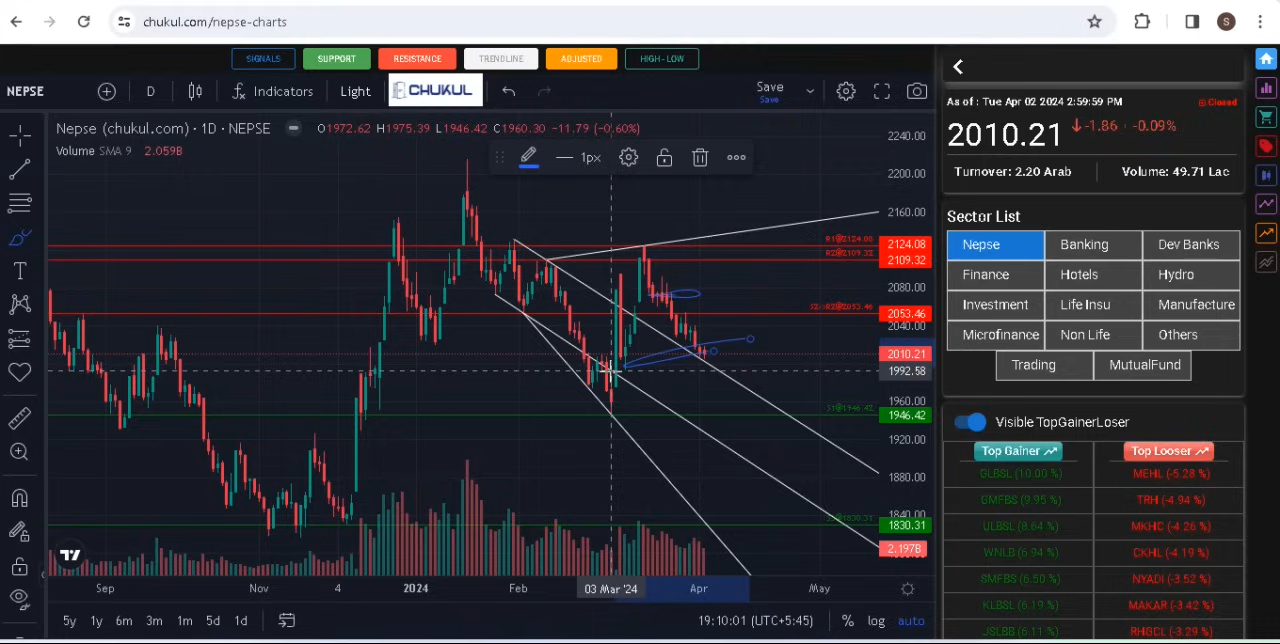 chukul.com/nepse-charts
S
SIGNALS SUPPORT RESISTANCE TRENDLINE ADJUSTED HIGH-LOW
NEPSE D Indicators Light CHUKUL Save
Save
Nepse (chukul.com) · 1D · NEPSE O1972.62 H1975.39 L1946.42 C1960.30 -11.79 (-0.60%)
Volume SMA 9 2.059B
1px
2240.00
2200.00
2160.00
R1@2124.08 2124.08
R2@2109.32 2109.32
2080.00
2053.46
2040.00
2010.21
1992.58
1960.00
S1@1946.42 1946.42
1920.00
1880.00
1840.00
1830.31
2.197B
Sep Nov 4 2024 Feb 03 Mar '24 Apr May
5y 1y 6m 3m 1m 5d 1d 19:10:01 (UTC+5:45) % log auto
As of : Tue Apr 02 2024 2:59:59 PM Closed
2010.21 -1.86 · -0.09%
Turnover: 2.20 Arab Volume: 49.71 Lac
Sector List
Nepse Banking Dev Banks
Finance Hotels Hydro
Investment Life Insu Manufacture
Microfinance Non Life Others
Trading MutualFund
Visible TopGainerLoser
Top Gainer Top Looser
GLBSL (10.00 %) MEHL (-5.28 %)
GMFBS (9.95 %) TRH (-4.94 %)
ULBSL (8.64 %) MKHC (-4.26 %)
WNLB (6.94 %) CKHL (-4.19 %)
SMFBS (6.50 %) NYADI (-3.52 %)
KLBSL (6.19 %) MAKAR (-3.42 %)
JSLBB (6.11 %) RHGCL (-3.29 %)